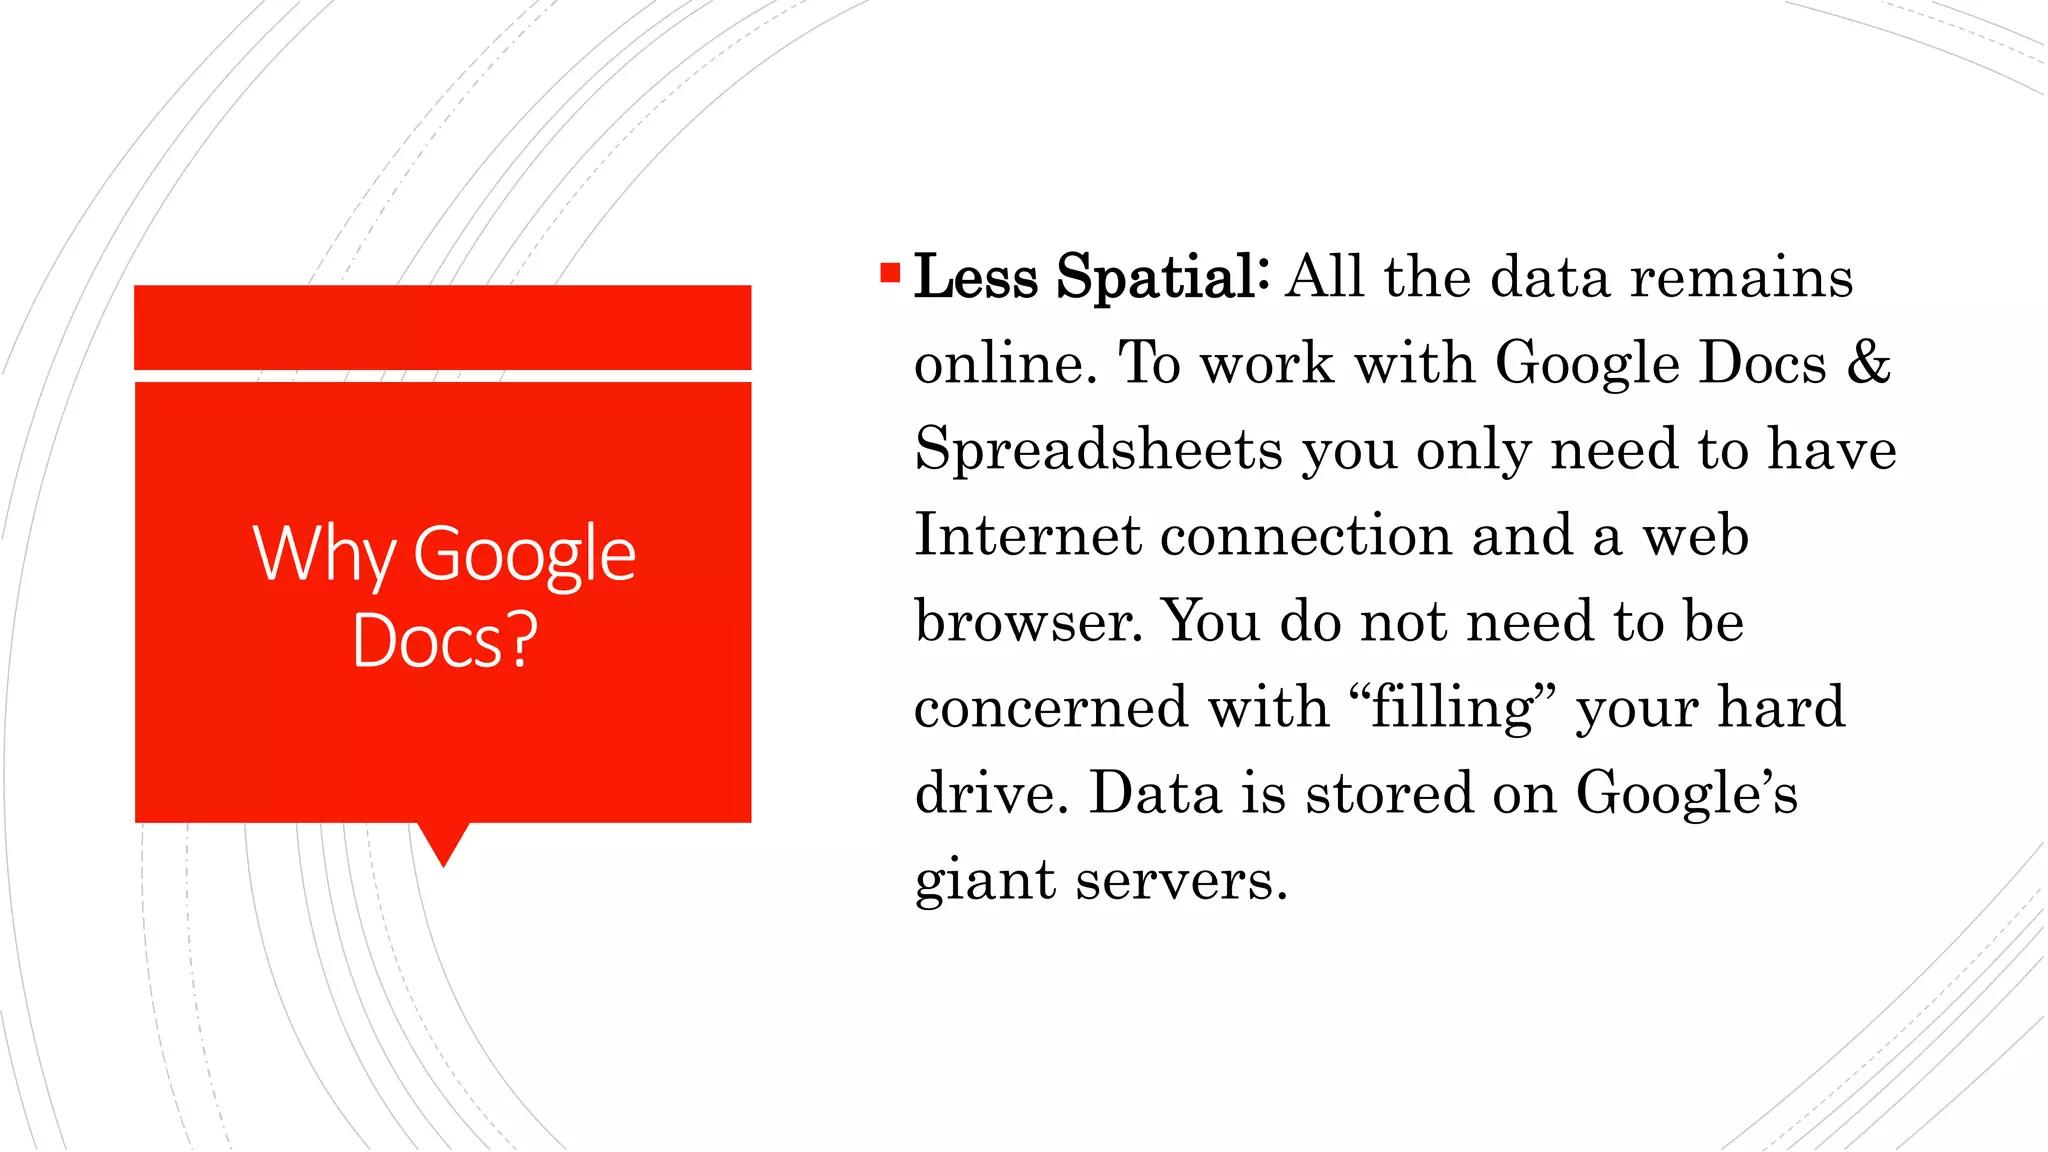 Why Google
Docs?
Less Spatial: All the data remains
online. To work with Google Docs &
Spreadsheets you only need to have
Internet connection and a web
browser. You do not need to be
concerned with “filling” your hard
drive. Data is stored on Google’s
giant servers.